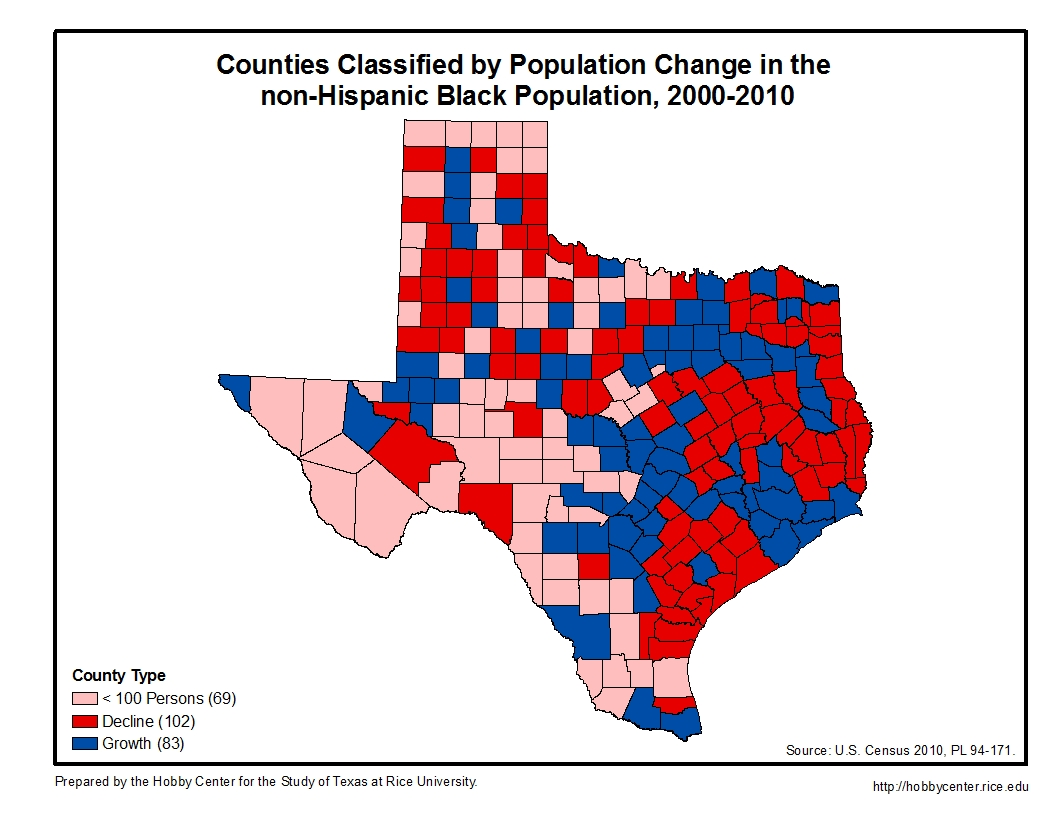 Counties Classified by Population Change in the
non-Hispanic Black Population, 2000-2010
County Type
< 100 Persons (69)
Decline (102)
Growth (83)
Source: U.S. Census 2010, PL 94-171.
Prepared by the Hobby Center for the Study of Texas at Rice University.
http://hobbycenter.rice.edu